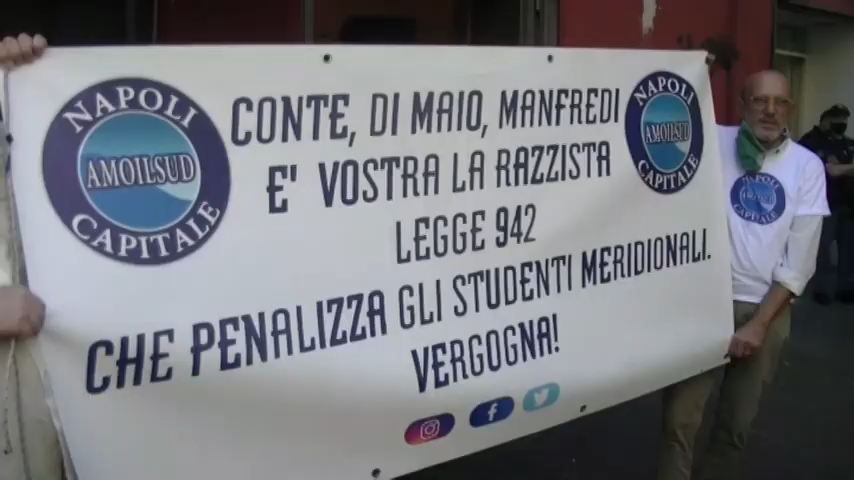 NAPOLI
AMOILSUD
CAPITALE
CONTE, DI MAIO, MANFREDI
E' VOSTRA LA RAZZISTA
LEGGE 942
CHE PENALIZZA GLI STUDENTI MERIDIONALI.
VERGOGNA!
NAPOLI
AMOILSUD
CAPITALE